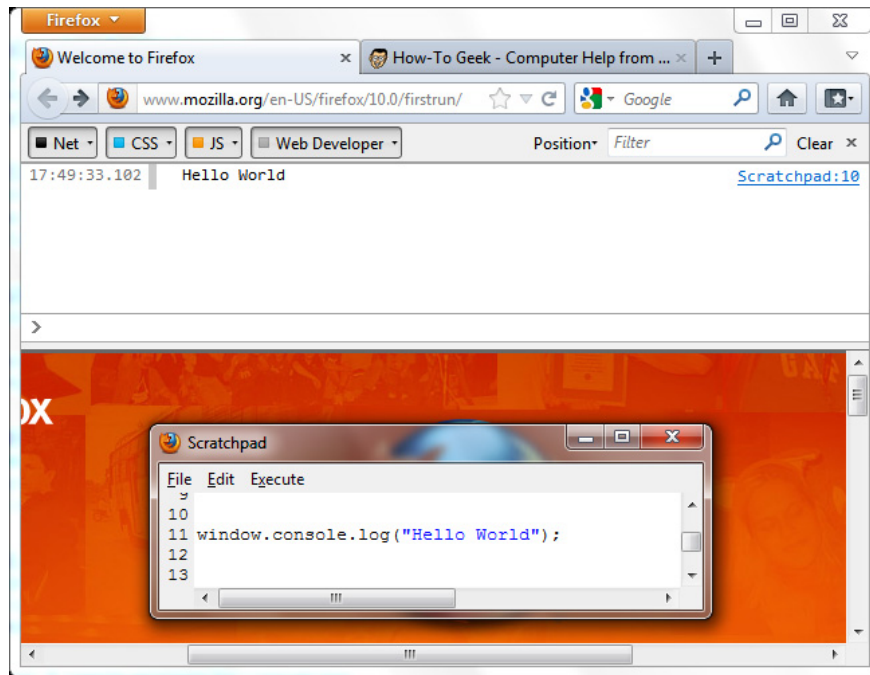 Firefox
Welcome to Firefox
How-To Geek - Computer Help from ...
www.mozilla.org/en-US/firefox/10.0/firstrun/
Google
Net CSS JS Web Developer Position Filter Clear
17:49:33.102 Hello World Scratchpad:10
>
ox
Scratchpad
File Edit Execute
9
10
11 window.console.log("Hello World");
12
13